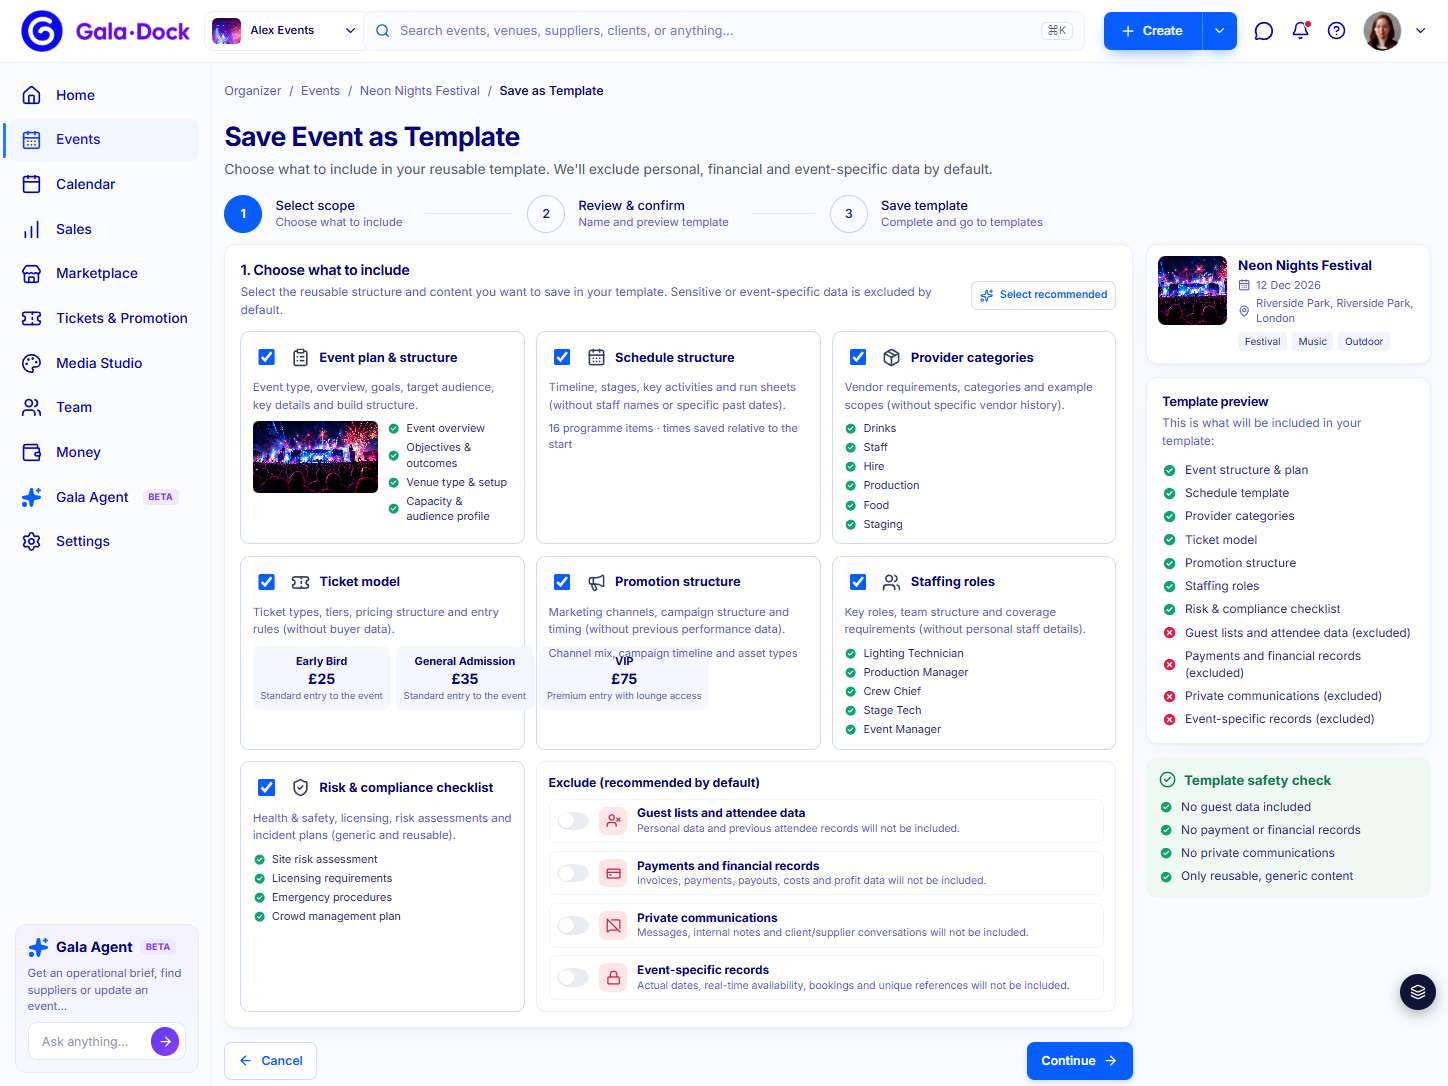 Gala·Dock
Alex Events
Search events, venues, suppliers, clients, or anything...
⌘K
+ Create
Home
Events
Calendar
Sales
Marketplace
Tickets & Promotion
Media Studio
Team
Money
Gala Agent BETA
Settings
Gala Agent BETA
Get an operational brief, find
suppliers or update an
event...
Ask anything...
Organizer / Events / Neon Nights Festival / Save as Template
Save Event as Template
Choose what to include in your reusable template. We'll exclude personal, financial and event-specific data by default.
1
Select scope
Choose what to include
2
Review & confirm
Name and preview template
3
Save template
Complete and go to templates
1. Choose what to include
Select the reusable structure and content you want to save in your template. Sensitive or event-specific data is excluded by
default.
Select recommended
Event plan & structure
Event type, overview, goals, target audience,
key details and build structure.
Event overview
Objectives &
outcomes
Venue type & setup
Capacity &
audience profile
Schedule structure
Timeline, stages, key activities and run sheets
(without staff names or specific past dates).
16 programme items · times saved relative to the
start
Provider categories
Vendor requirements, categories and example
scopes (without specific vendor history).
Drinks
Staff
Hire
Production
Food
Staging
Ticket model
Ticket types, tiers, pricing structure and entry
rules (without buyer data).
Early Bird
£25
Standard entry to the event
General Admission
£35
Standard entry to the event
VIP
£75
Premium entry with lounge access
Promotion structure
Marketing channels, campaign structure and
timing (without previous performance data).
Channel mix, campaign timeline and asset types
Staffing roles
Key roles, team structure and coverage
requirements (without personal staff details).
Lighting Technician
Production Manager
Crew Chief
Stage Tech
Event Manager
Risk & compliance checklist
Health & safety, licensing, risk assessments and
incident plans (generic and reusable).
Site risk assessment
Licensing requirements
Emergency procedures
Crowd management plan
Exclude (recommended by default)
Guest lists and attendee data
Personal data and previous attendee records will not be included.
Payments and financial records
Invoices, payments, payouts, costs and profit data will not be included.
Private communications
Messages, internal notes and client/supplier conversations will not be included.
Event-specific records
Actual dates, real-time availability, bookings and unique references will not be included.
Cancel
Continue
Neon Nights Festival
12 Dec 2026
Riverside Park, Riverside Park,
London
Festival Music Outdoor
Template preview
This is what will be included in your
template:
Event structure & plan
Schedule template
Provider categories
Ticket model
Promotion structure
Staffing roles
Risk & compliance checklist
Guest lists and attendee data (excluded)
Payments and financial records
(excluded)
Private communications (excluded)
Event-specific records (excluded)
Template safety check
No guest data included
No payment or financial records
No private communications
Only reusable, generic content